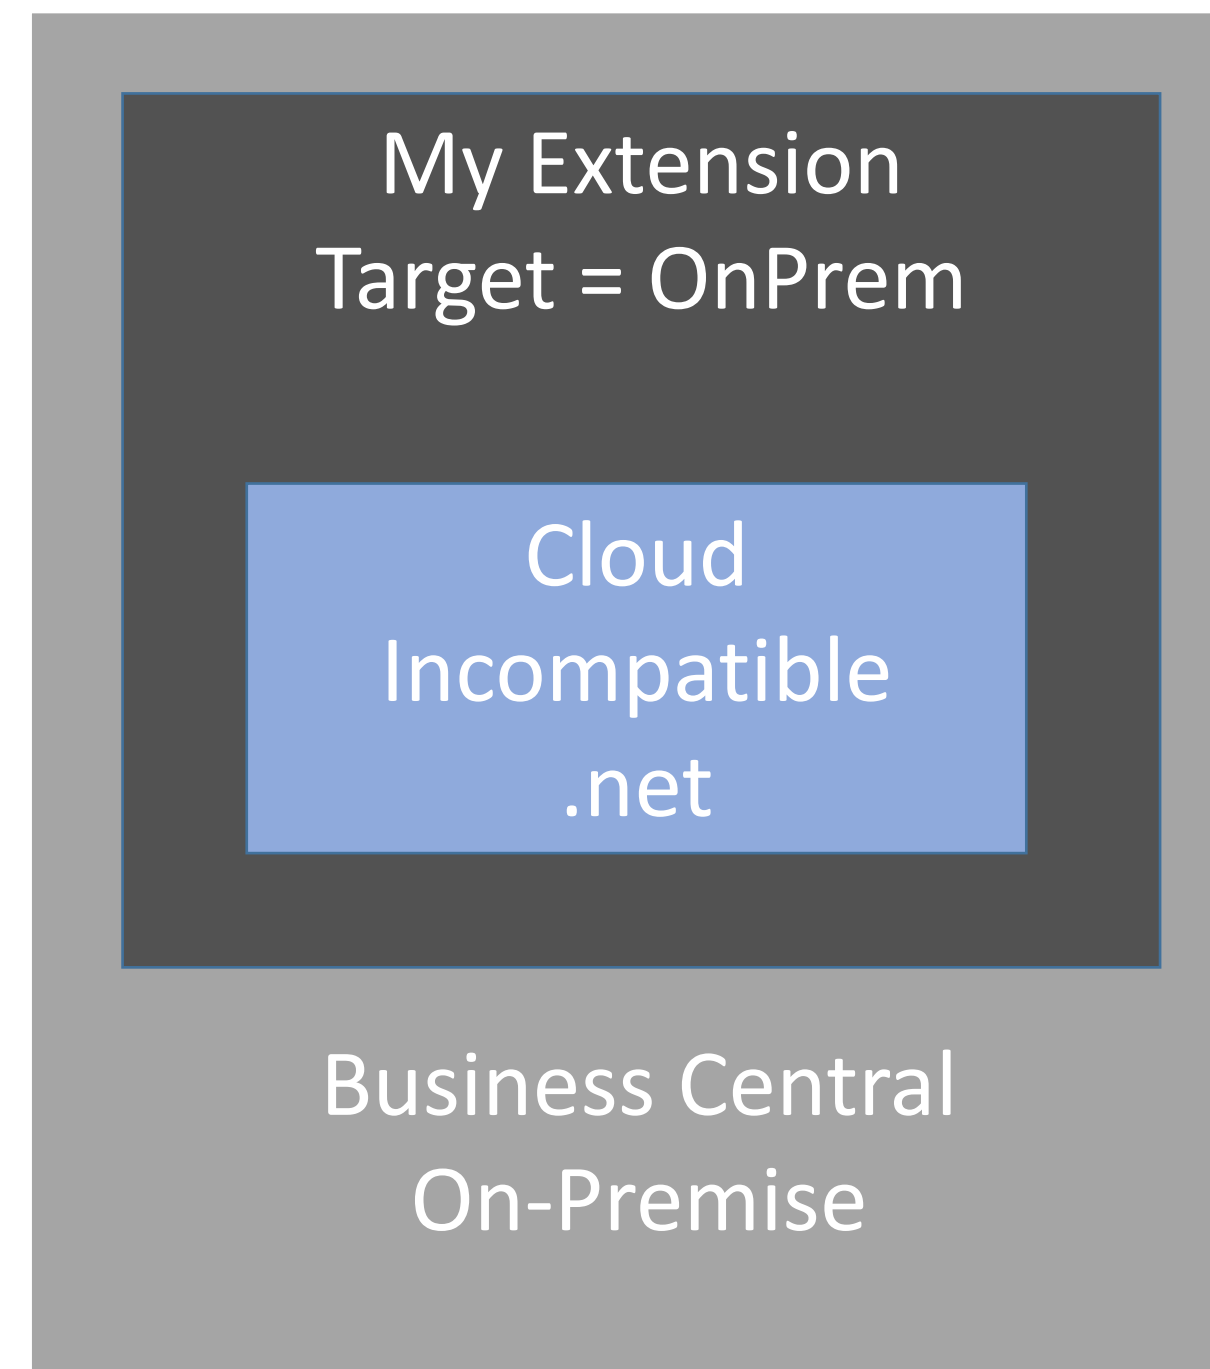 My Extension
Target = OnPrem
Cloud
Incompatible
.net
Business Central
On-Premise